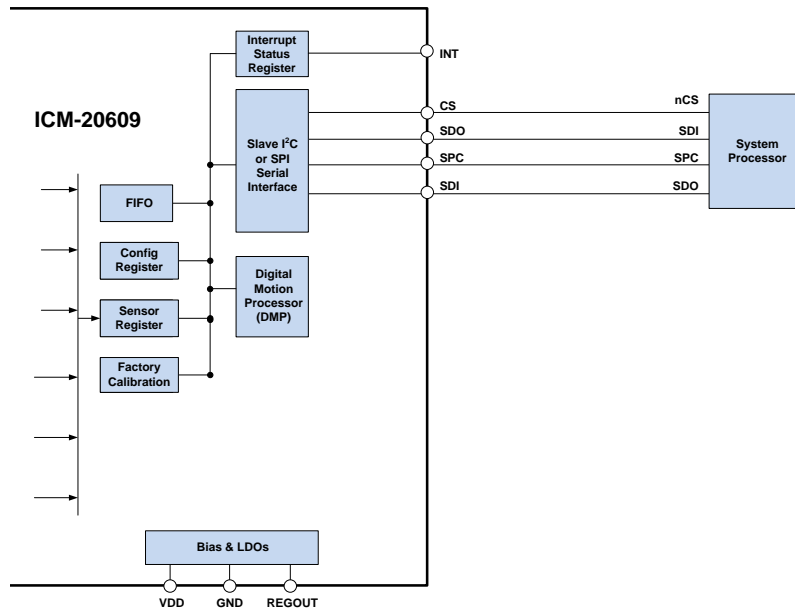 Interrupt
Status
Register
INT
ICM-20609
Slave I²C
or SPI
Serial
Interface
CS
nCS
SDO
SDI
SPC
SPC
SDI
SDO
System
Processor
FIFO
Config
Register
Digital
Motion
Processor
(DMP)
Sensor
Register
Factory
Calibration
Bias & LDOs
VDD
GND
REGOUT